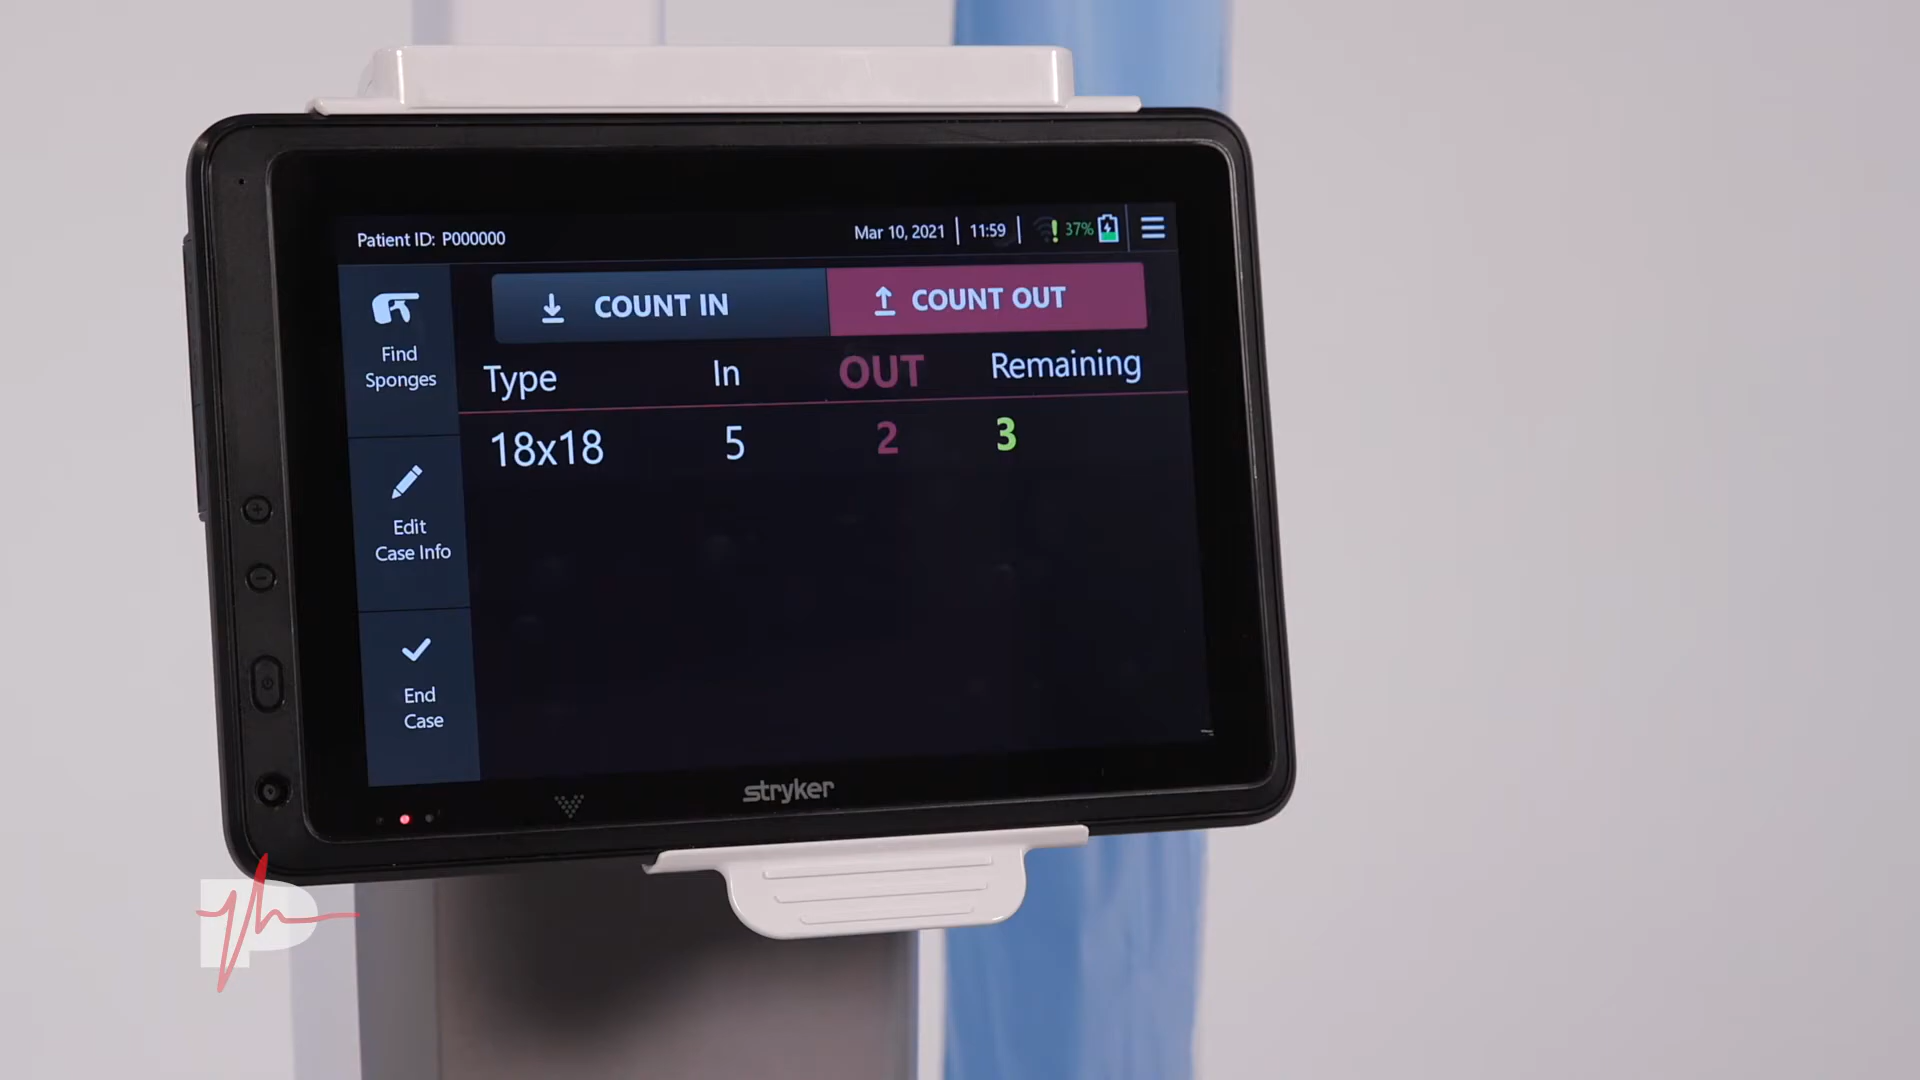 Patient ID: P000000
Mar 10, 2021 11:59 37%
COUNT IN COUNT OUT
Find
Sponges
Type In OUT Remaining
18x18 5 2 3
Edit
Case Info
End
Case
stryker